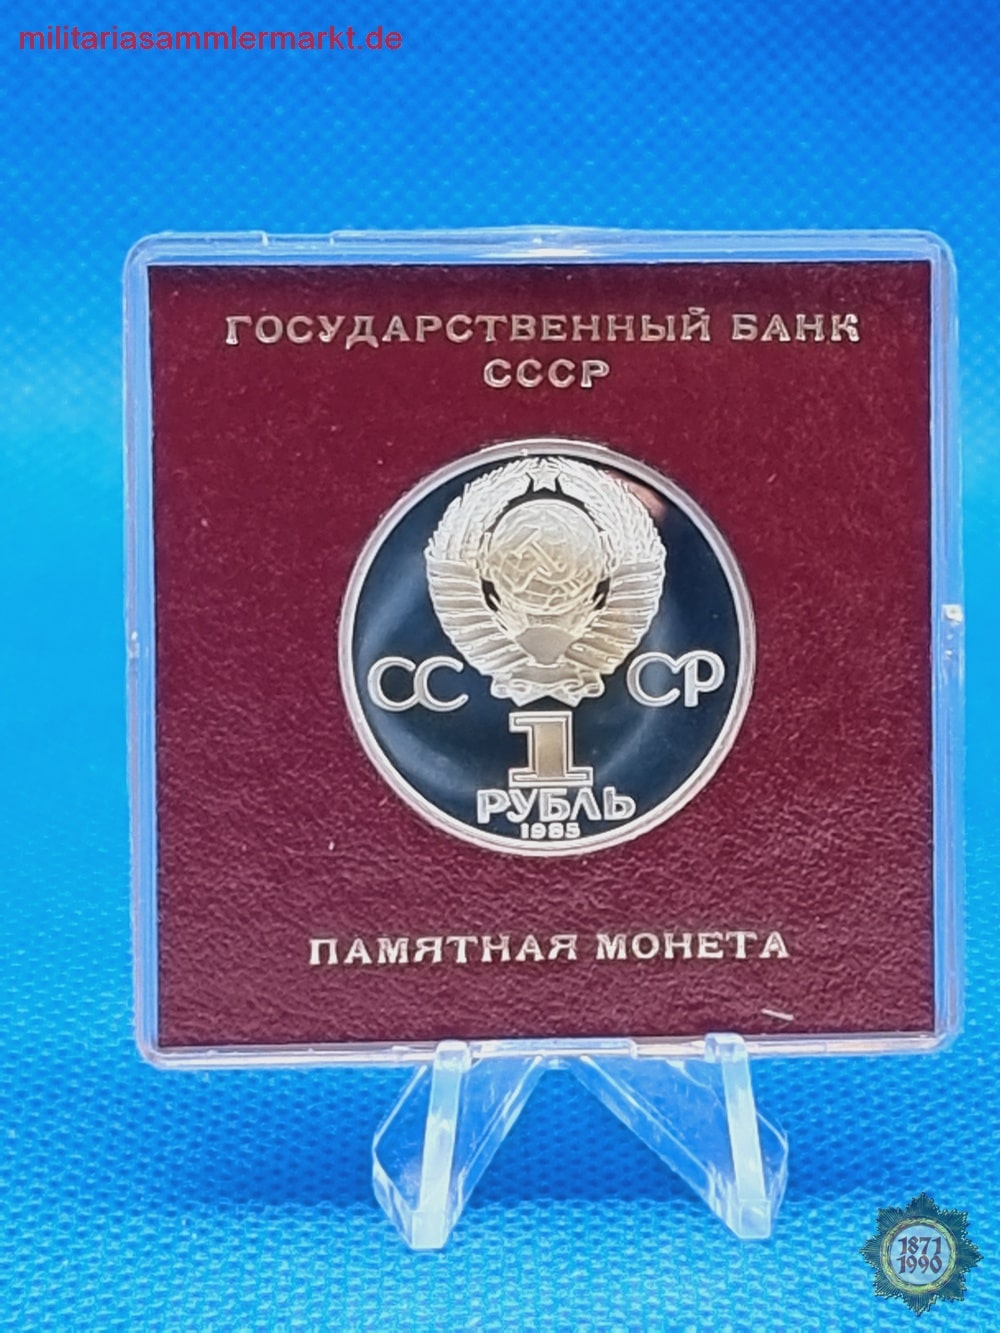 militariasammlermarkt.de
ГОСУДАРСТВЕННЫЙ БАНК
СССР
СС СР
1
РУБЛЬ
1985
ПАМЯТНАЯ МОНЕТА
1871
1990